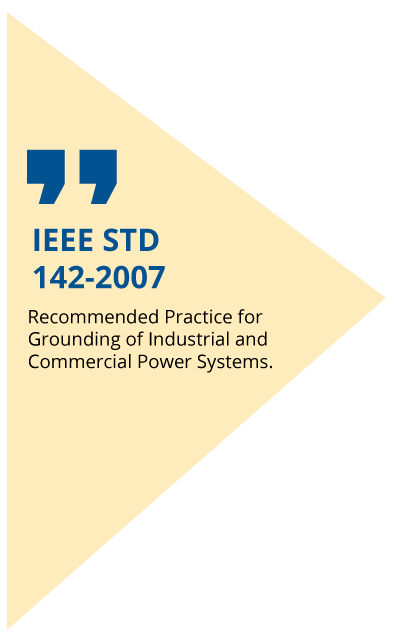 IEEE STD
142-2007
Recommended Practice for
Grounding of Industrial and
Commercial Power Systems.